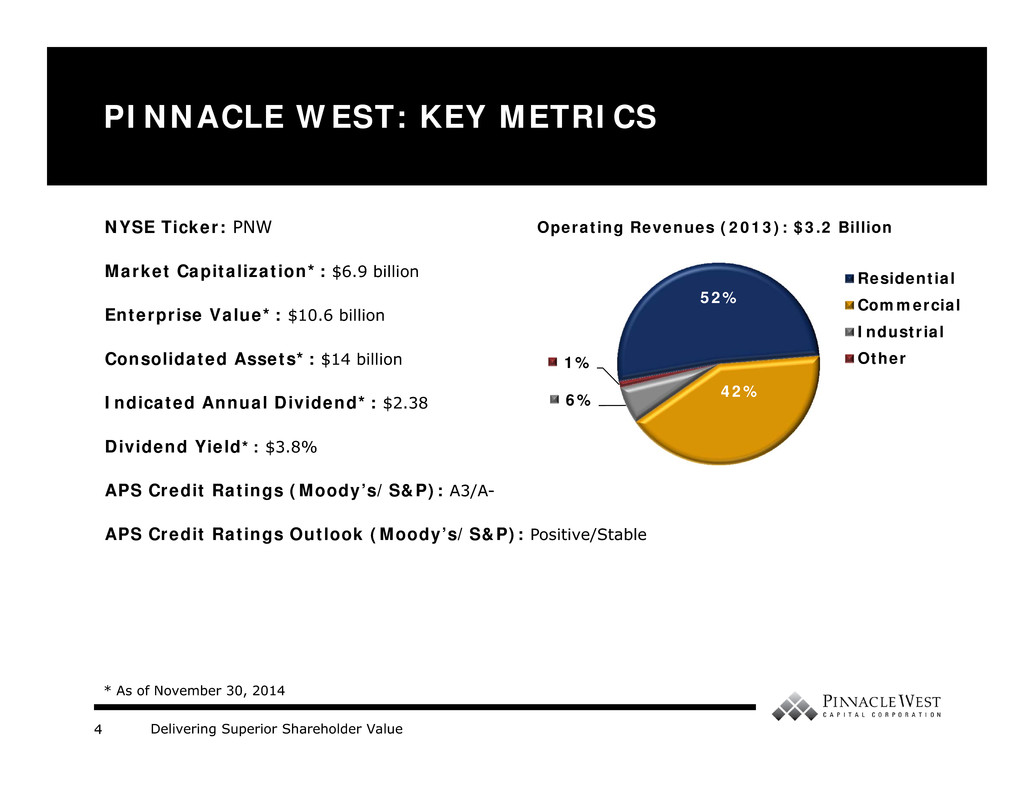 PINNACLE WEST: KEY METRICS
NYSE Ticker: PNW
Market Capitalization*: $6.9 billion
Enterprise Value*: $10.6 billion
Consolidated Assets*: $14 billion
Indicated Annual Dividend*: $2.38
Dividend Yield*: $3.8%
APS Credit Ratings (Moody’s/S&P): A3/A-
APS Credit Ratings Outlook (Moody’s/S&P): Positive/Stable
Operating Revenues (2013): $3.2 Billion
52%
42%
1%
6%
Residential
Commercial
Industrial
Other
* As of November 30, 2014
PINNACLE WEST
CAPITAL CORPORATION
4 Delivering Superior Shareholder Value